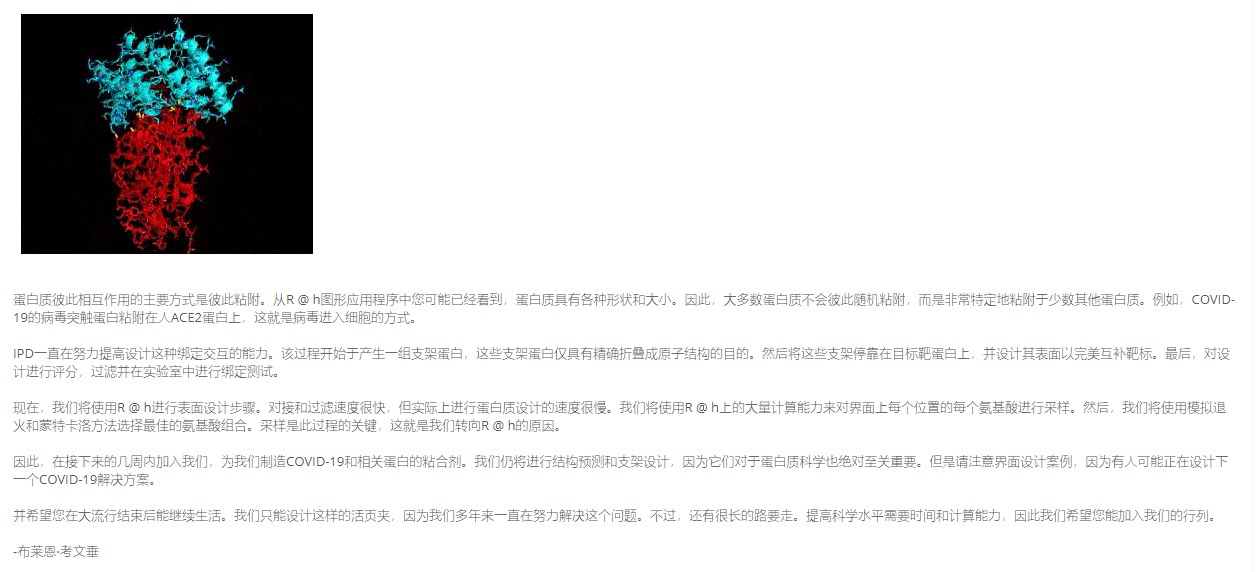 蛋白质彼此相互作用的主要方式是彼此粘附。从R @ h图形应用程序中您可能已经看到，蛋白质具有各种形状和大小。因此，大多数蛋白质不会彼此随机粘附，而是非常特定地粘附于少数其他蛋白质。例如，COVID-
19的病毒突触蛋白粘附在人ACE2蛋白上，这就是病毒进入细胞的方式。
IPD一直在努力提高设计这种绑定交互的能力。该过程开始于产生一组支架蛋白，这些支架蛋白仅具有精确折叠成原子结构的目的。然后将这些支架停靠在目标靶蛋白上，并设计其表面以完美互补靶标。最后，对设
计进行评分，过滤并在实验室中进行绑定测试。
现在，我们将使用R @ h进行表面设计步骤。对接和过滤速度很快，但实际上进行蛋白质设计的速度很慢。我们将使用R @ h上的大量计算能力来对界面上每个位置的每个氨基酸进行采样。然后，我们将使用模拟退
火和蒙特卡洛方法选择最佳的氨基酸组合。采样是此过程的关键，这就是我们转向R @ h的原因。
因此，在接下来的几周内加入我们，为我们制造COVID-19和相关蛋白的粘合剂。我们仍将进行结构预测和支架设计，因为它们对于蛋白质科学也绝对至关重要。但是请注意界面设计案例，因为有人可能正在设计下
一个COVID-19解决方案。
并希望您在大流行结束后能继续生活。我们只能设计这样的活页夹，因为我们多年来一直在努力解决这个问题。不过，还有很长的路要走。提高科学水平需要时间和计算能力，因此我们希望您能加入我们的行列。
-布莱恩·考文垂